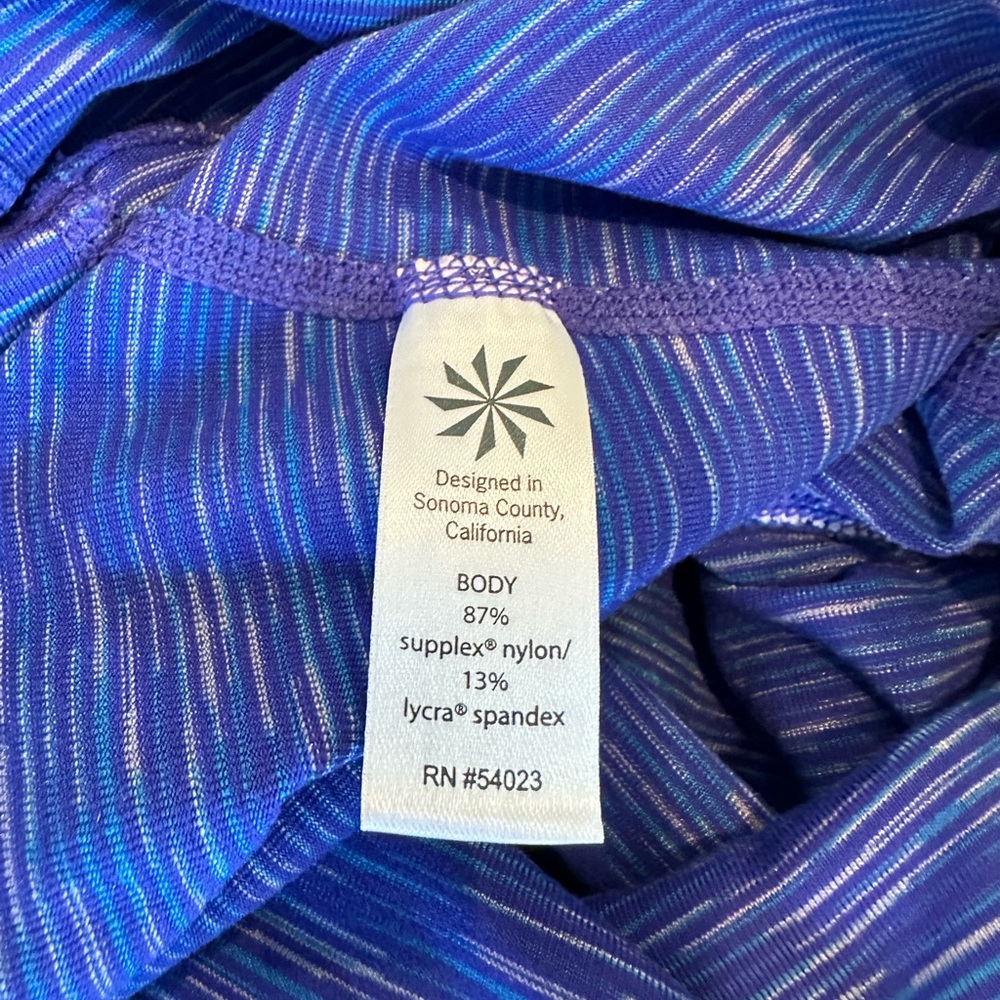 Designed in
Sonoma County,
California
BODY
87%
supplex® nylon/
13%
lycra® spandex
RN #54023